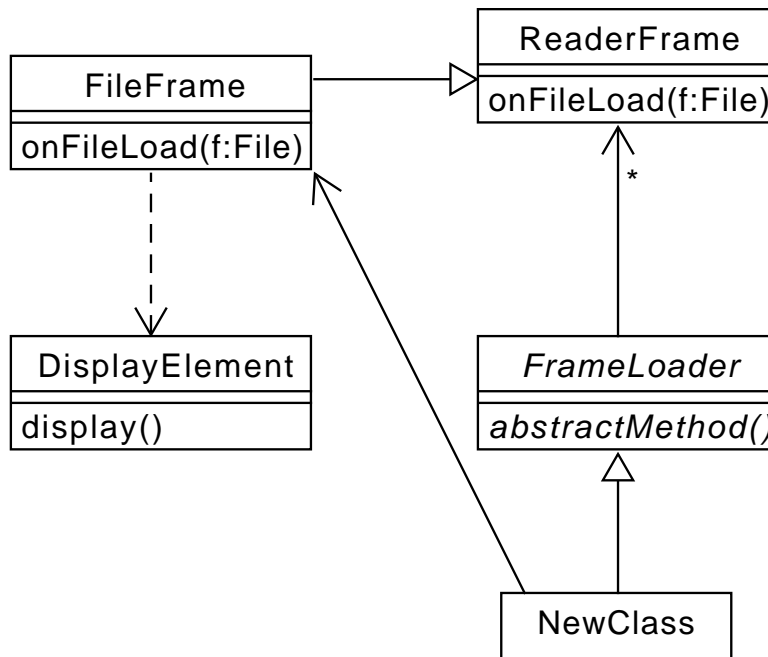 ReaderFrame
onFileLoad(f:File)
FileFrame
onFileLoad(f:File)
*
DisplayElement
display()
FrameLoader
abstractMethod()
NewClass